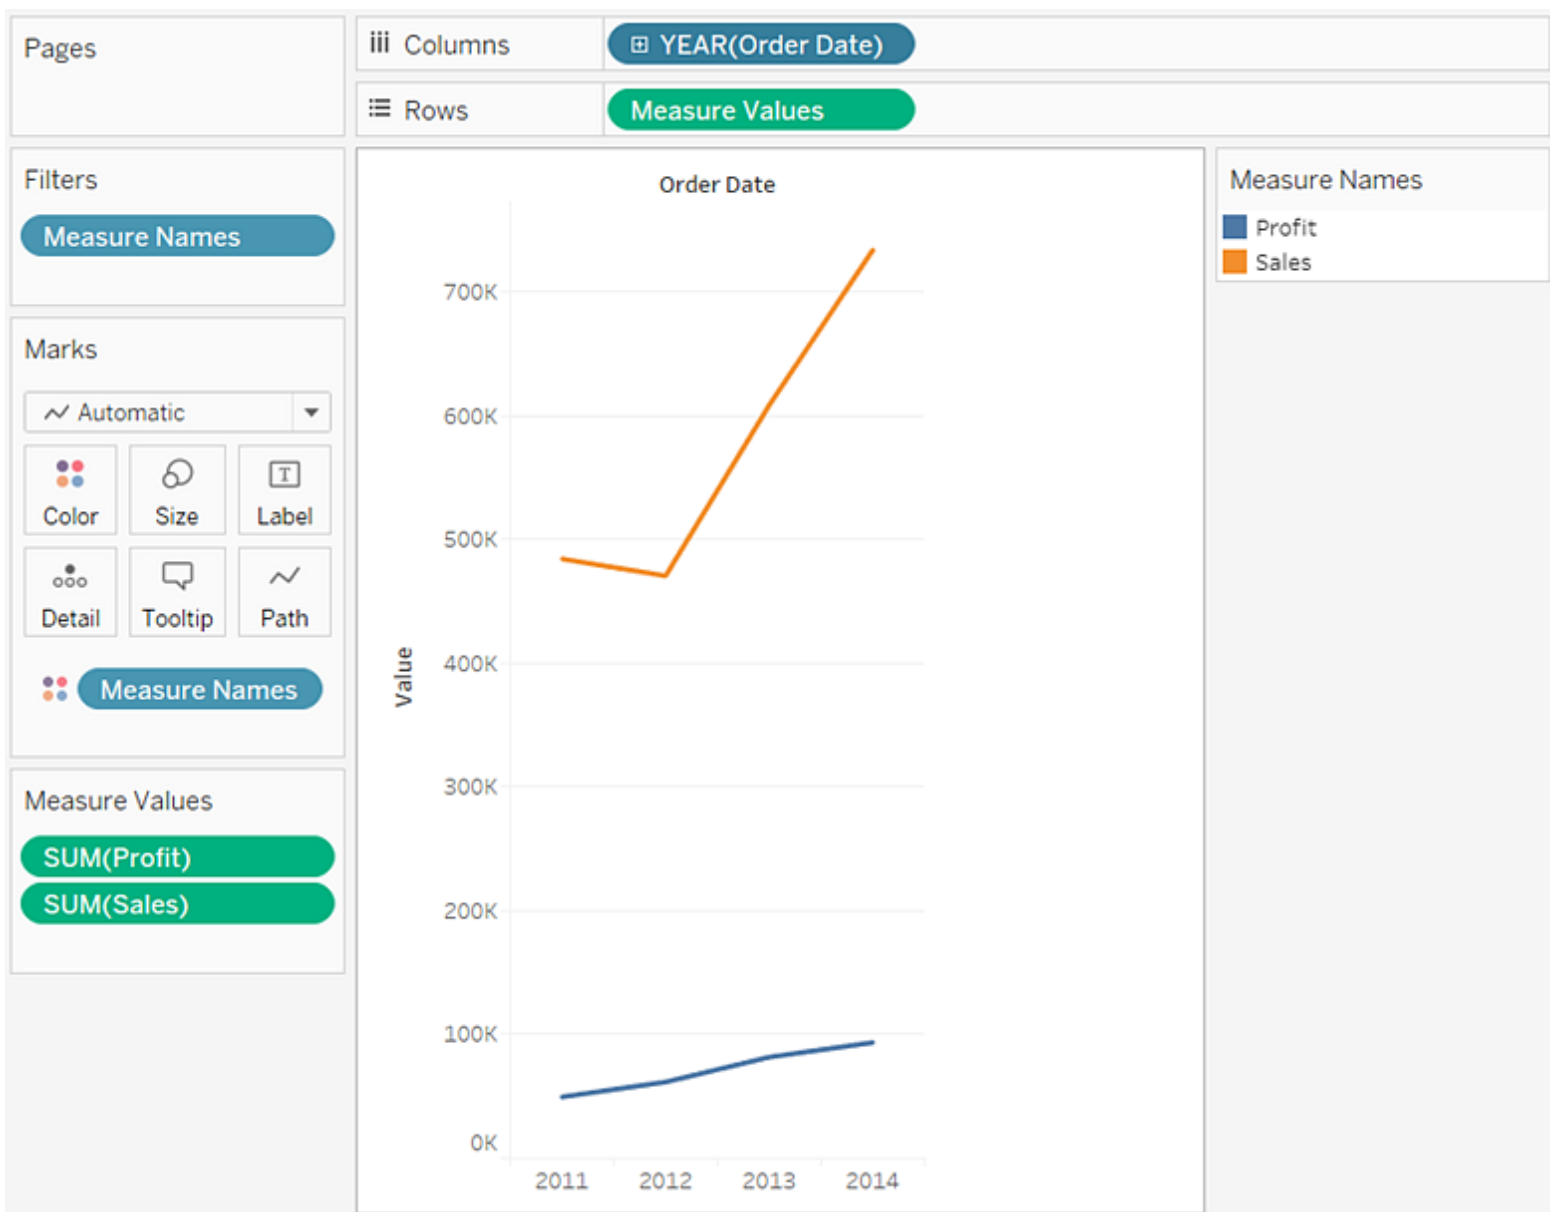 Pages
Columns
YEAR(Order Date)
Rows
Measure Values
Filters
Measure Names
Marks
Automatic
Color
Size
T
Label
Detail
Tooltip
Path
Measure Names
Measure Values
SUM(Profit)
SUM(Sales)
Order Date
Value
700K
600K
500K
400K
300K
200K
100K
0K
2011
2012
2013
2014
Measure Names
Profit
Sales